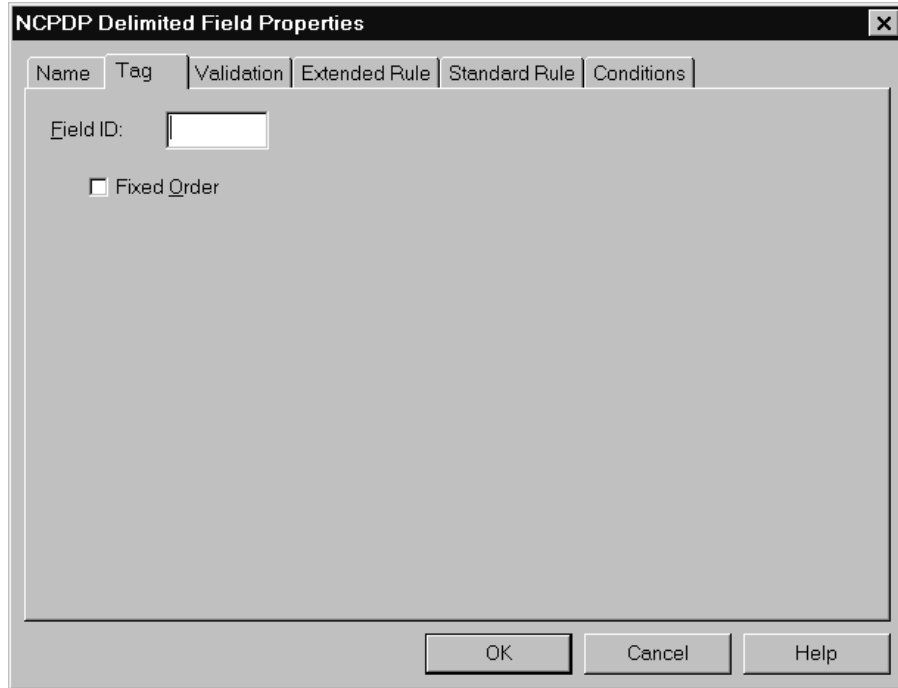 NCPDP Delimited Field Properties
Name Tag Validation Extended Rule Standard Rule Conditions
Field ID:
Fixed Order
OK Cancel Help